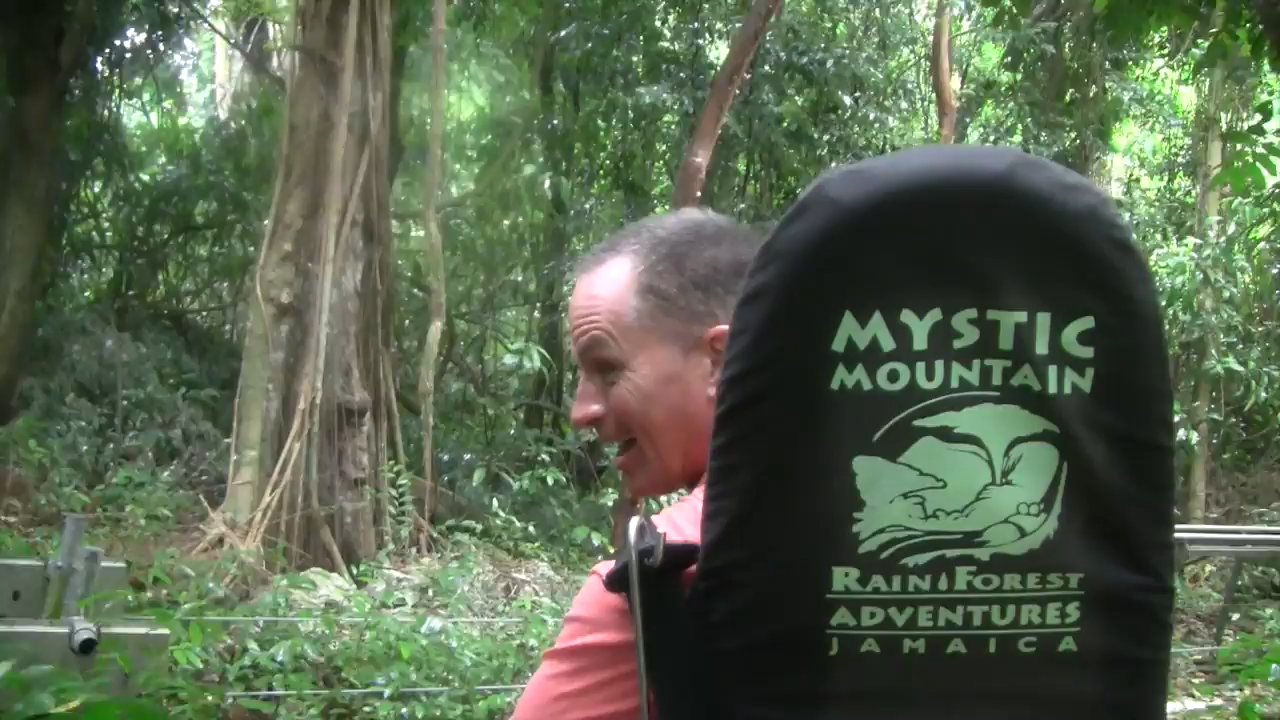 MYSTIC
MOUNTAIN
RAINFOREST
ADVENTURES
JAMAICA